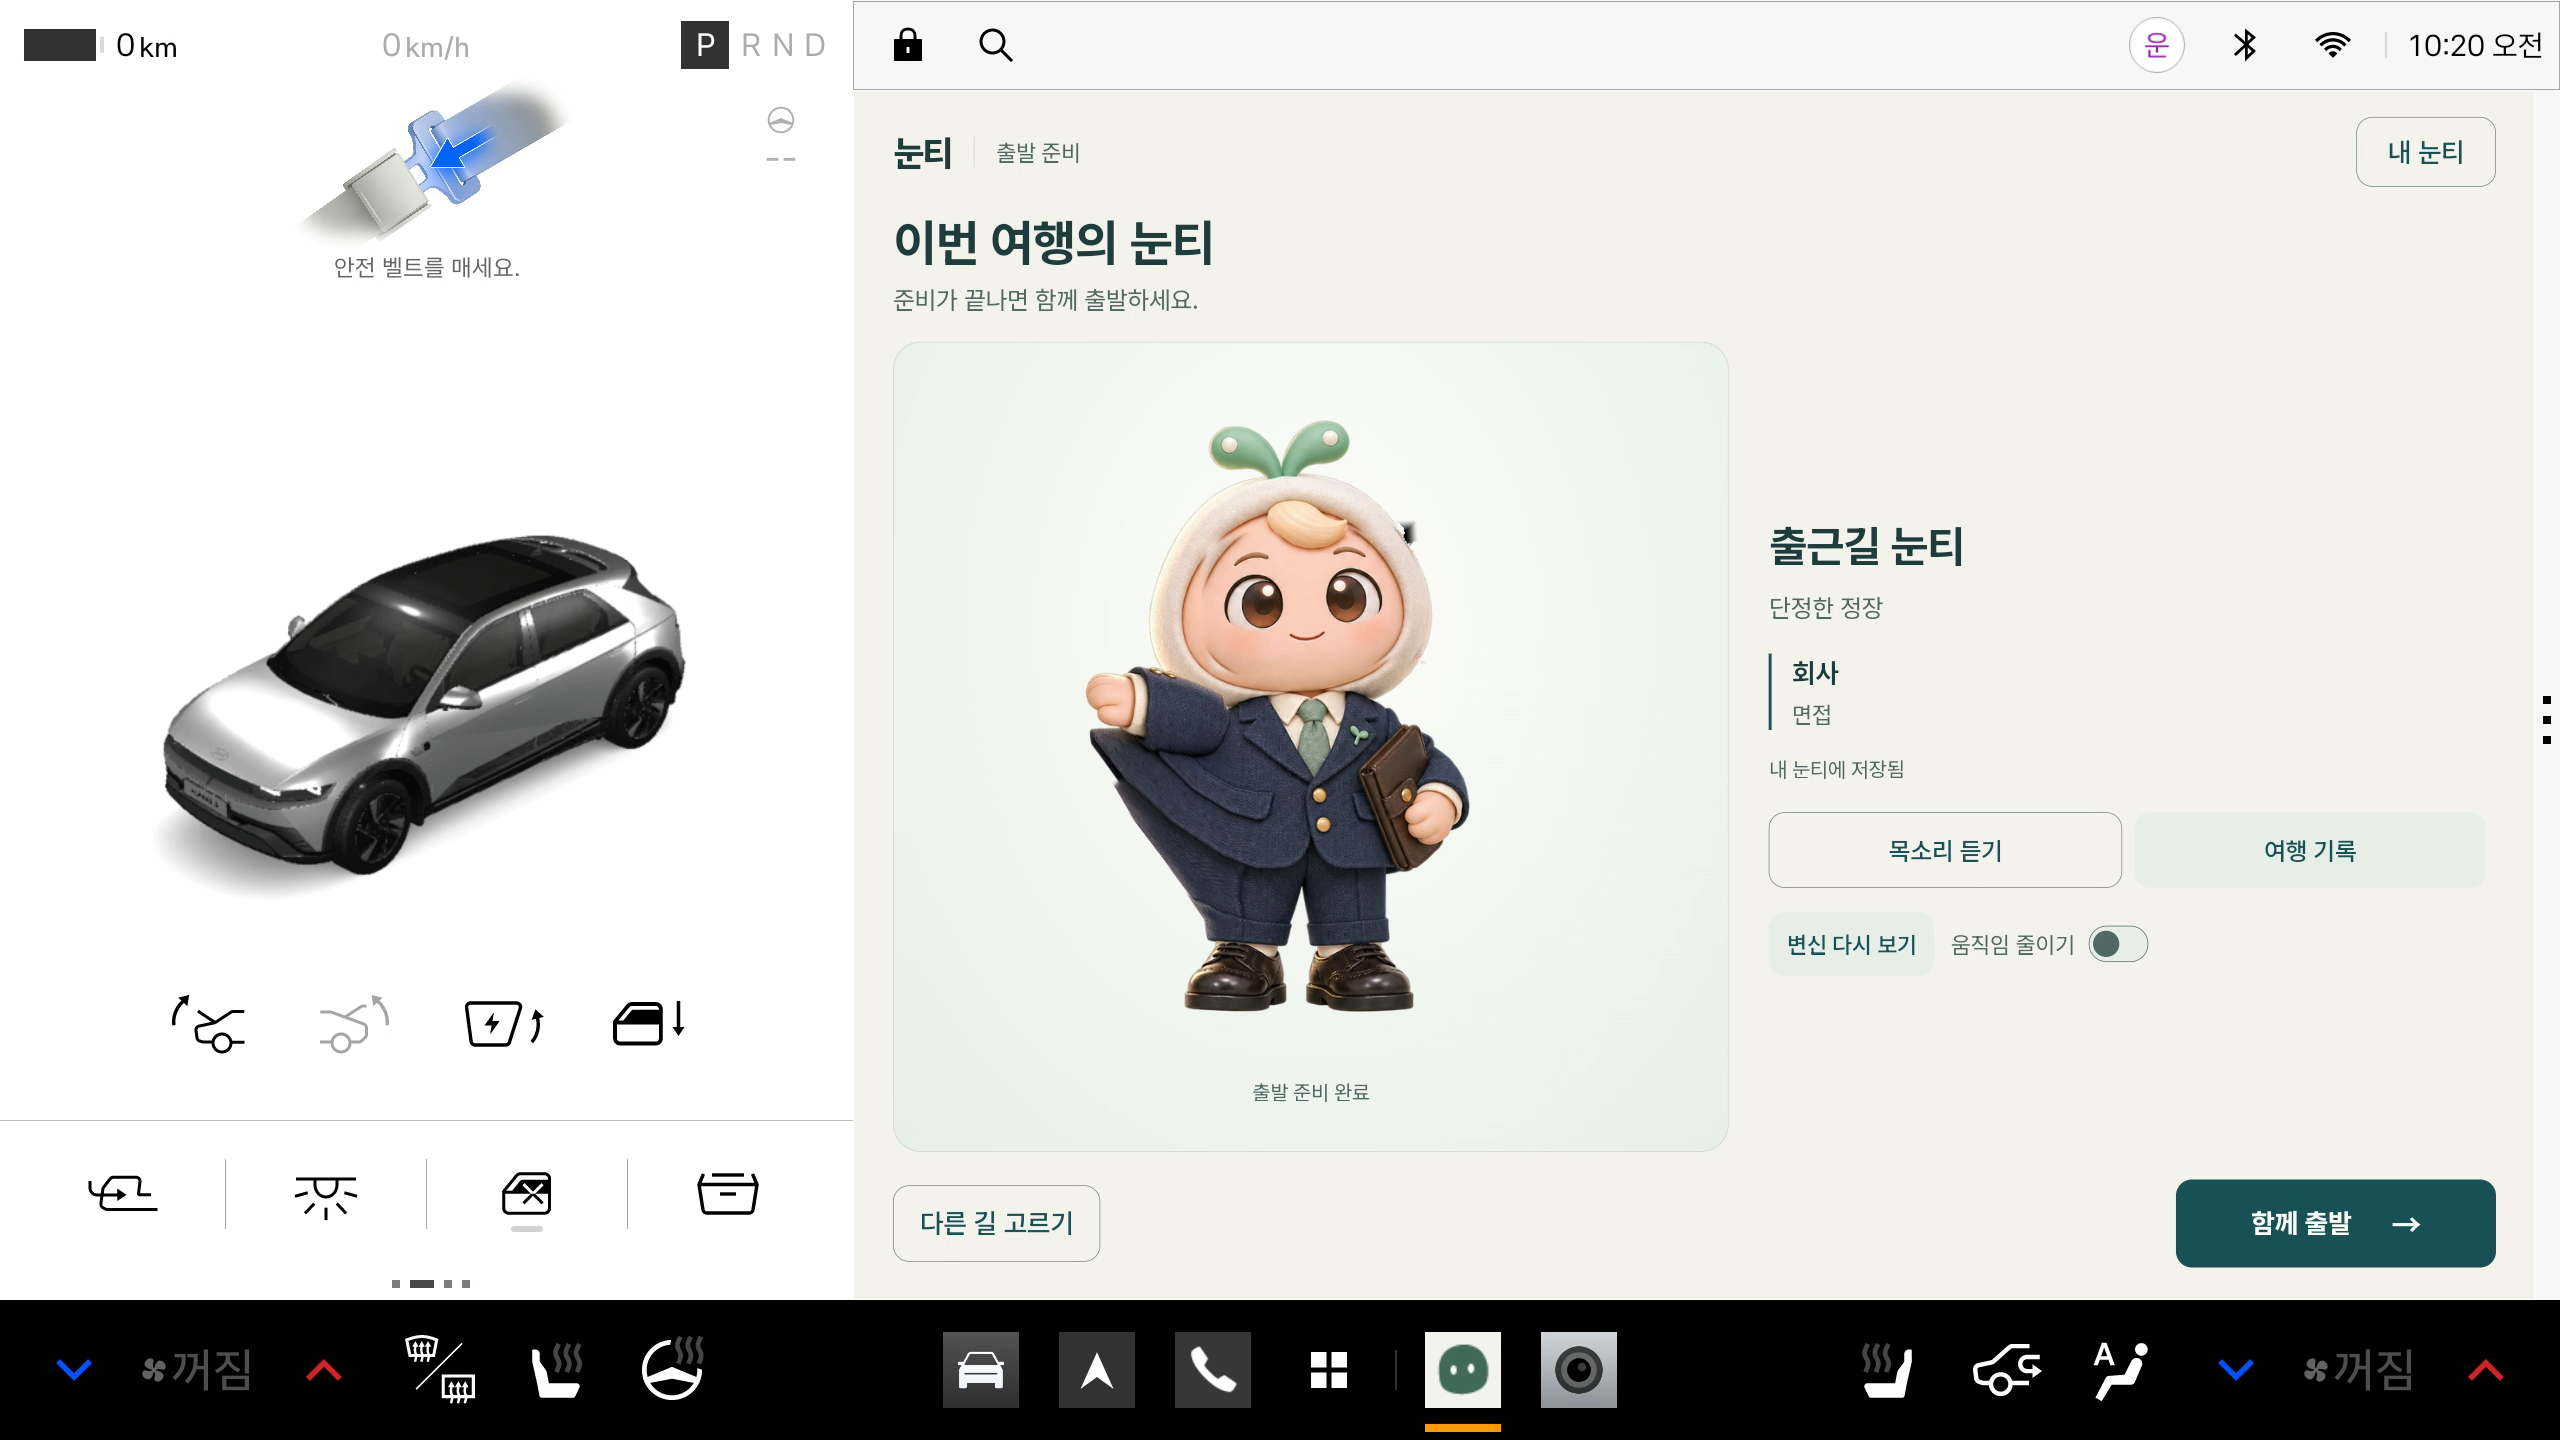 0 km
0 km/h
P R N D
운
10:20 오전
안전 벨트를 매세요.
--
눈티
출발 준비
내 눈티
이번 여행의 눈티
준비가 끝나면 함께 출발하세요.
출발 준비 완료
출근길 눈티
단정한 정장
회사
면접
내 눈티에 저장됨
목소리 듣기
여행 기록
변신 다시 보기
움직임 줄이기
다른 길 고르기
함께 출발 →
꺼짐
A
꺼짐